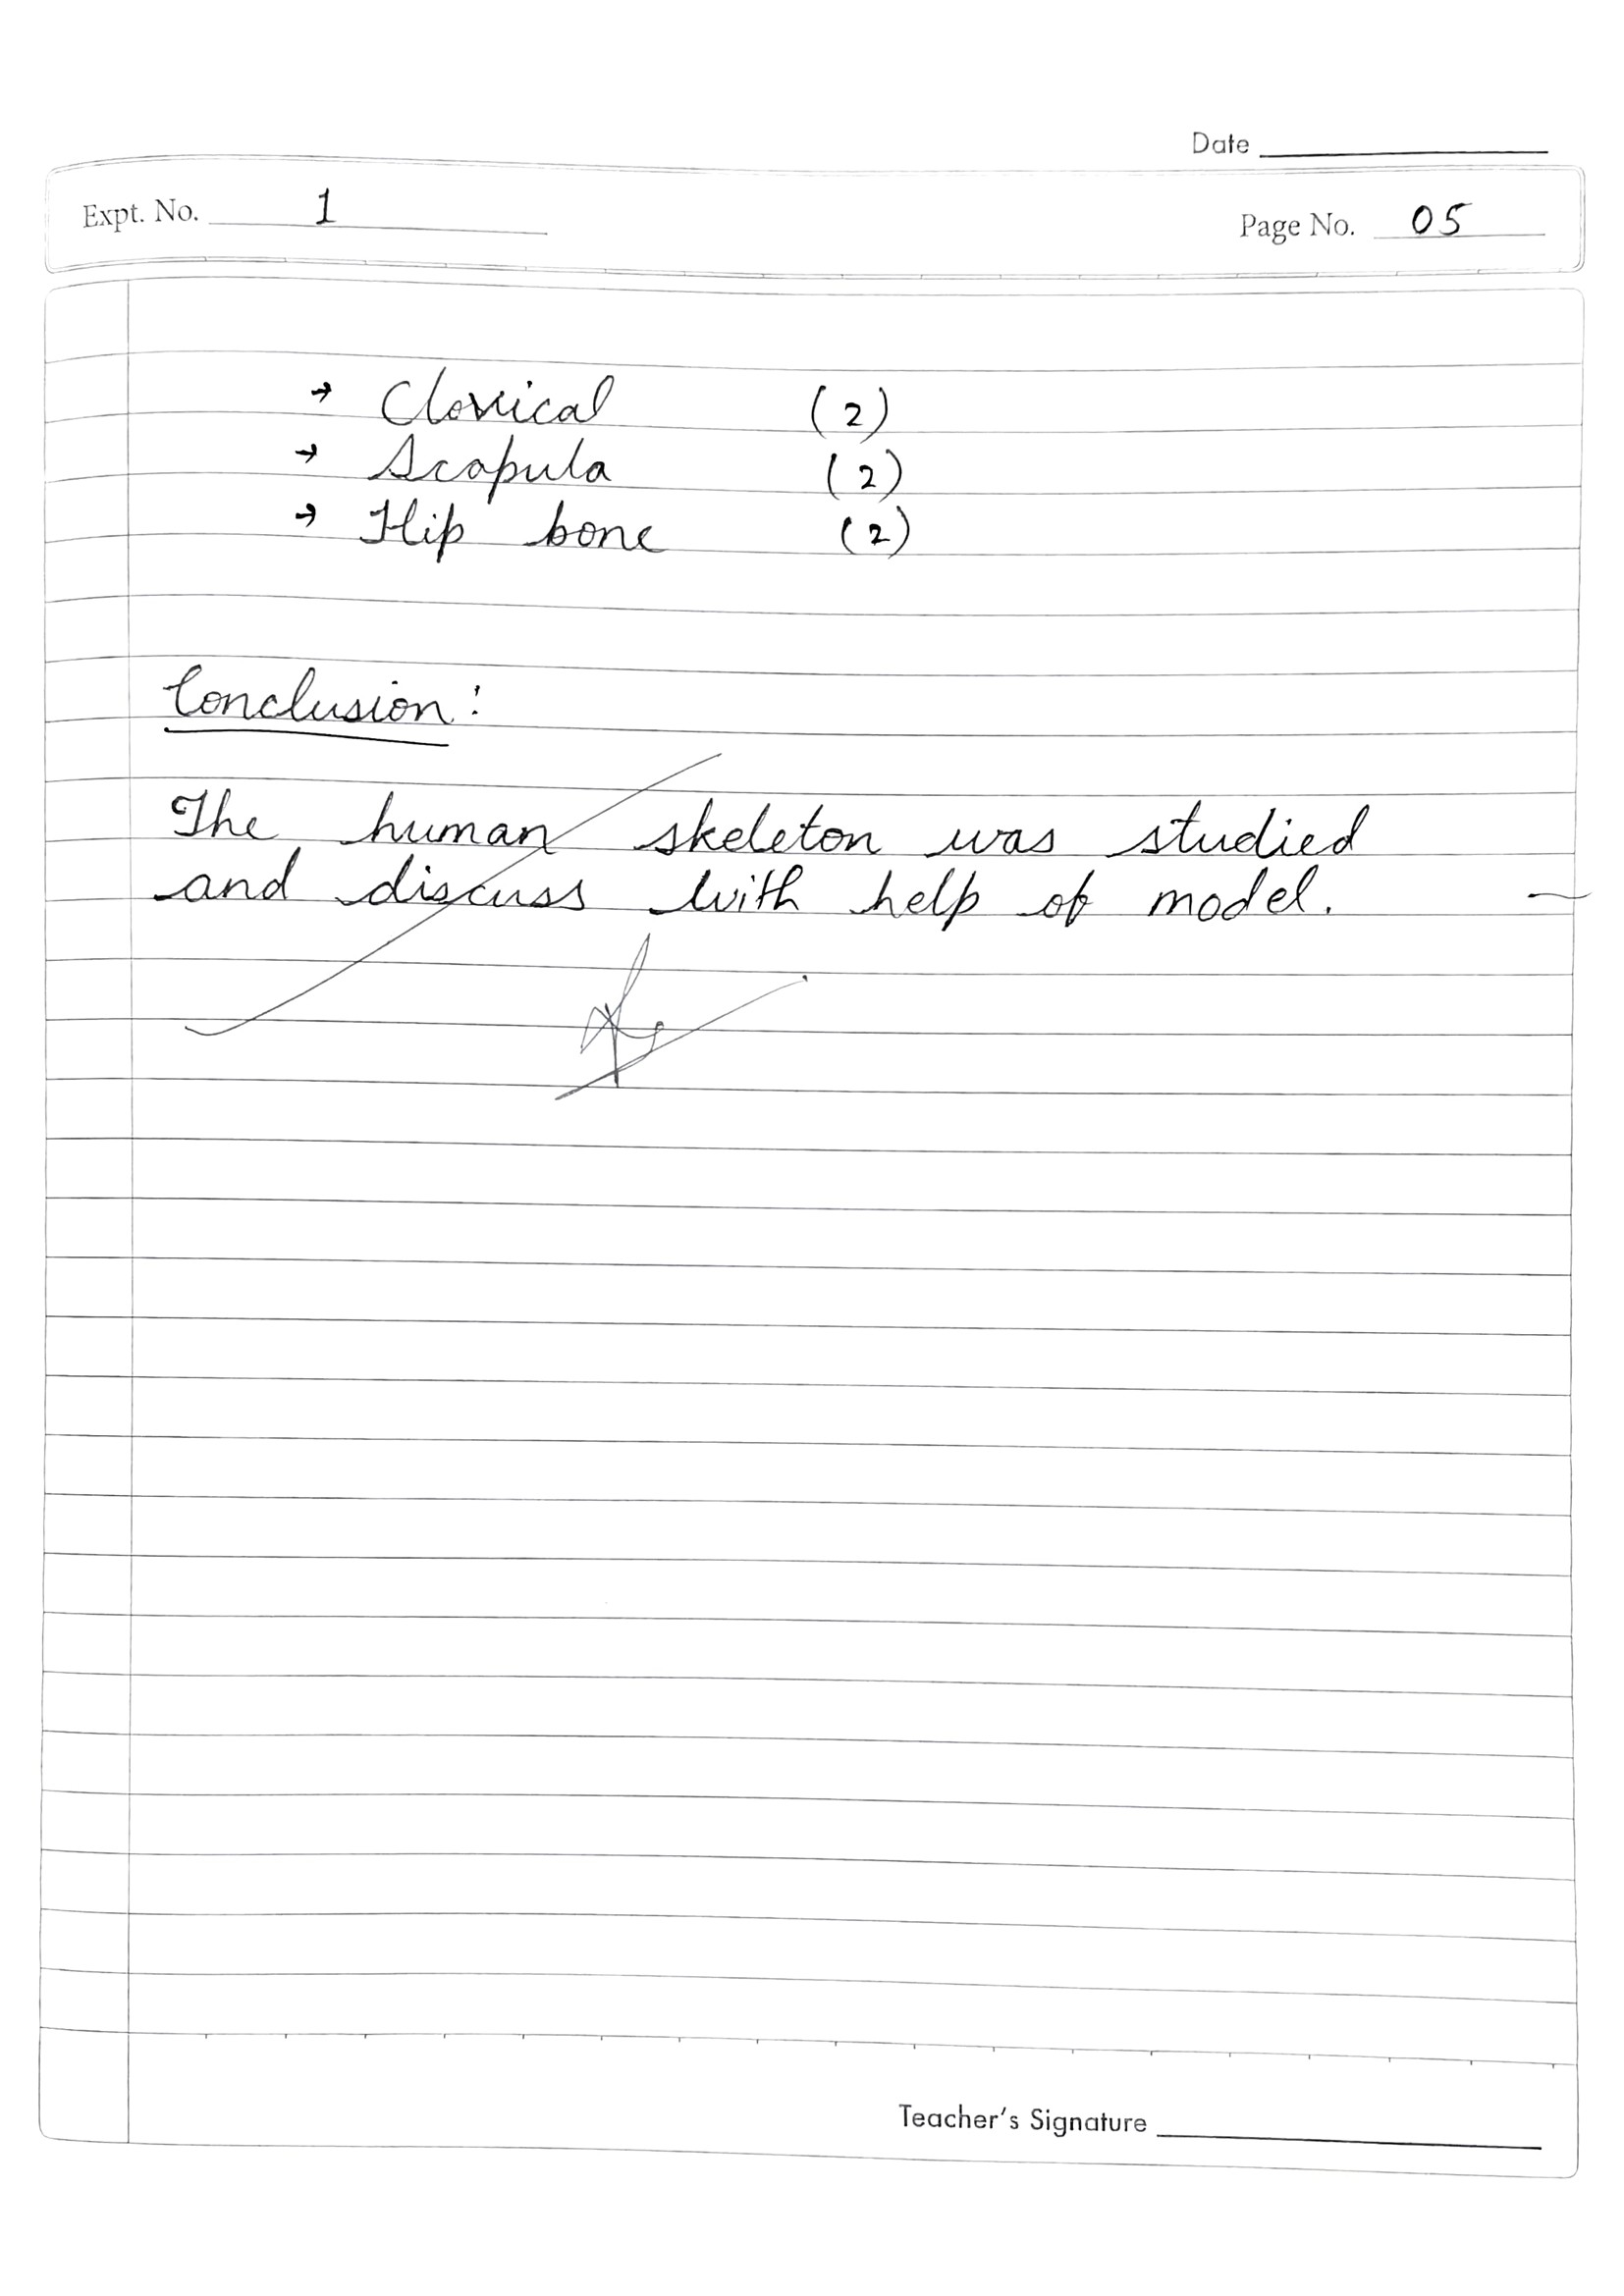 Date
Expt. No. 1
Page No. 05
→ Clavical (2)
→ Scapula (2)
→ Hip bone (2)
Conclusion:
The human skeleton was studied
and discuss with help of model.
Teacher's Signature